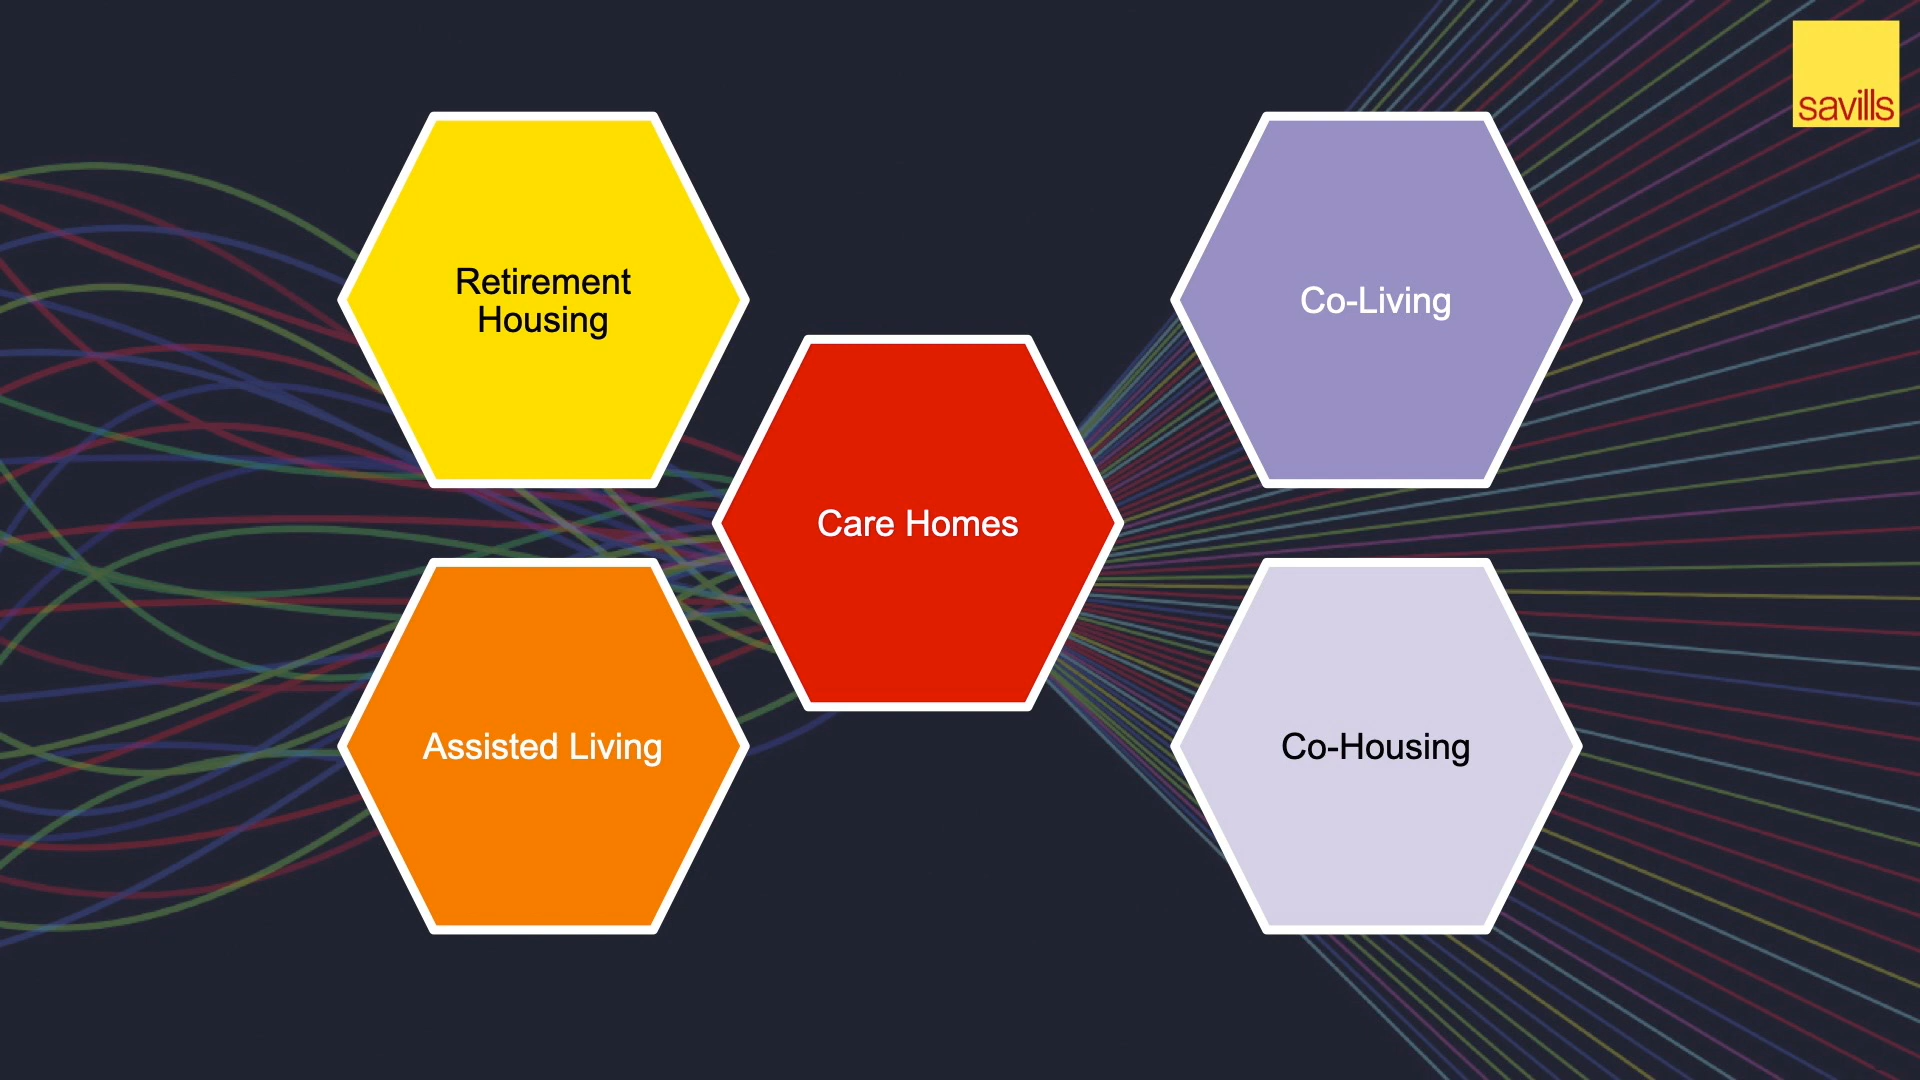 savills
Retirement
Housing
Co-Living
Care Homes
Assisted Living
Co-Housing